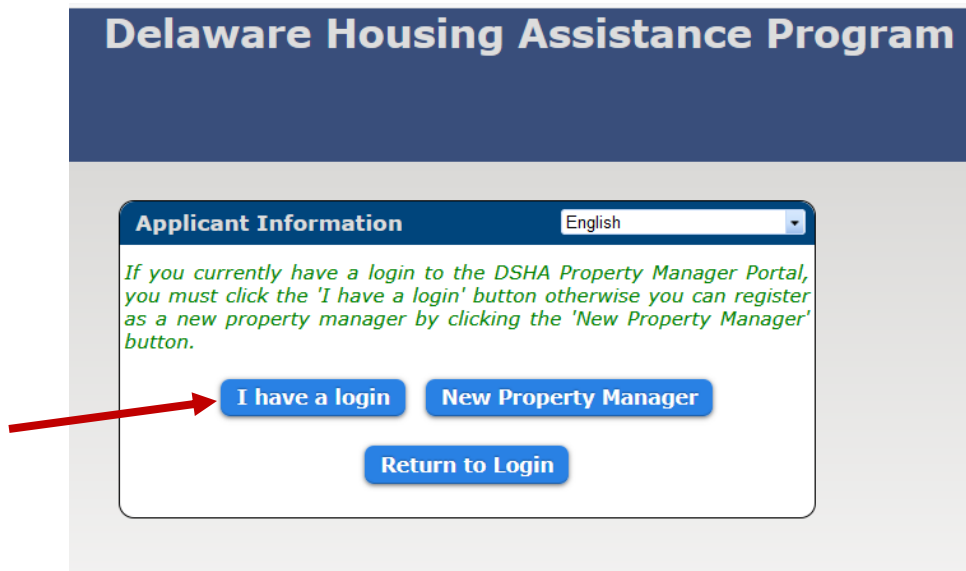 Delaware Housing Assistance Program
Applicant Information
English
If you currently have a login to the DSHA Property Manager Portal,
you must click the 'I have a login' button otherwise you can register
as a new property manager by clicking the 'New Property Manager'
button.
I have a login
New Property Manager
Return to Login